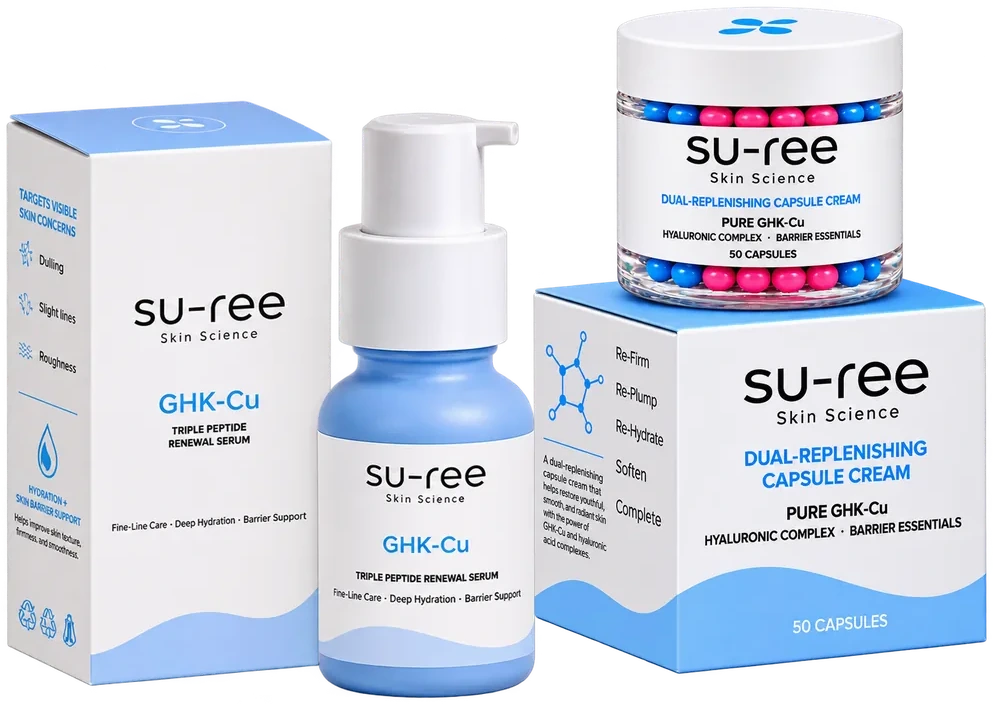 TARGETS VISIBLE
SKIN CONCERNS
Dulling
Slight lines
Roughness
HYDRATION +
SKIN BARRIER SUPPORT
Helps improve skin texture,
firmness, and smoothness.
su-ree
Skin Science
GHK-Cu
TRIPLE PEPTIDE
RENEWAL SERUM
Fine-Line Care · Deep Hydration · Barrier Support
su-ree
Skin Science
GHK-Cu
TRIPLE PEPTIDE RENEWAL SERUM
Fine-Line Care · Deep Hydration · Barrier Support
su-ree
Skin Science
DUAL-REPLENISHING CAPSULE CREAM
PURE GHK-Cu
HYALURONIC COMPLEX · BARRIER ESSENTIALS
50 CAPSULES
Re-Firm
Re-Plump
Re-Hydrate
Soften
Complete
A dual-replenishing
capsule cream that
helps restore youthful,
smooth, and radiant skin
with the power of
GHK-Cu and hyaluronic
acid complexes.
su-ree
Skin Science
DUAL-REPLENISHING
CAPSULE CREAM
PURE GHK-Cu
HYALURONIC COMPLEX · BARRIER ESSENTIALS
50 CAPSULES